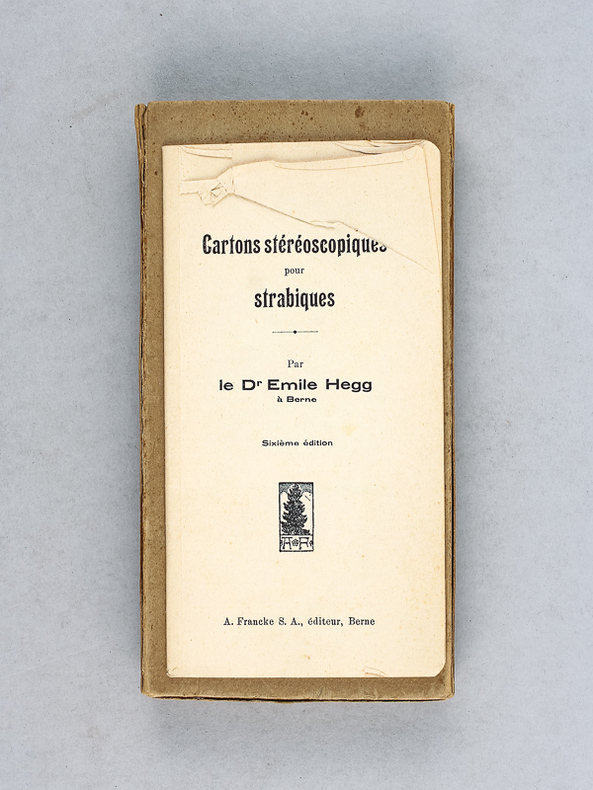 Cartons stéréoscopiques
pour
strabiques
Par
le Dr Emile Hegg
à Berne
Sixième édition
A. Francke S. A., éditeur, Berne